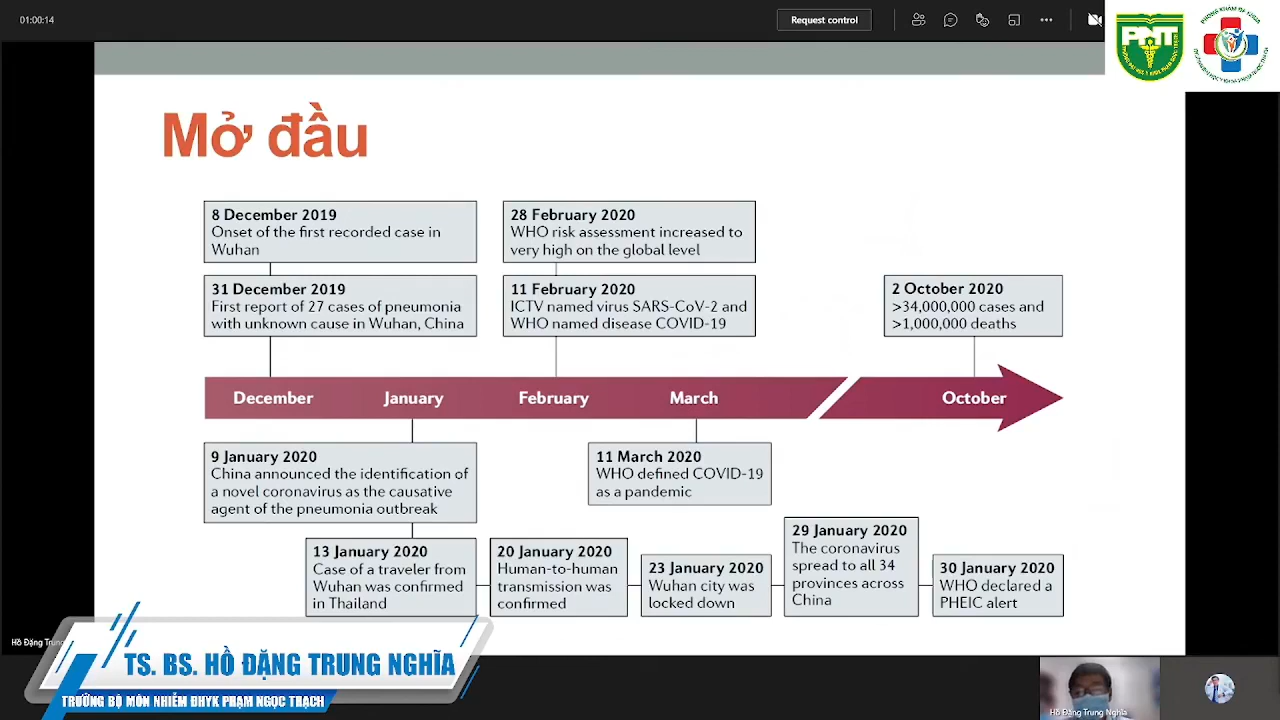 01:00:14
Request control
PNT
Mở đầu
8 December 2019
Onset of the first recorded case in
Wuhan
28 February 2020
WHO risk assessment increased to
very high on the global level
31 December 2019
First report of 27 cases of pneumonia
with unknown cause in Wuhan, China
11 February 2020
ICTV named virus SARS-CoV-2 and
WHO named disease COVID-19
2 October 2020
>34,000,000 cases and
>1,000,000 deaths
December
January
February
March
October
9 January 2020
China announced the identification of
a novel coronavirus as the causative
agent of the pneumonia outbreak
11 March 2020
WHO defined COVID-19
as a pandemic
13 January 2020
Case of a traveler from
Wuhan was confirmed
in Thailand
20 January 2020
Human-to-human
transmission was
confirmed
23 January 2020
Wuhan city was
locked down
29 January 2020
The coronavirus
spread to all 34
provinces across
China
30 January 2020
WHO declared a
PHEIC alert
Hồ Đặng Trung
TS. BS. HỒ ĐẶNG TRUNG NGHĨA
TRƯỞNG BỘ MÔN NHIỄM ĐHYK PHẠM NGỌC THẠCH
Hồ Đặng Trung Nghĩa